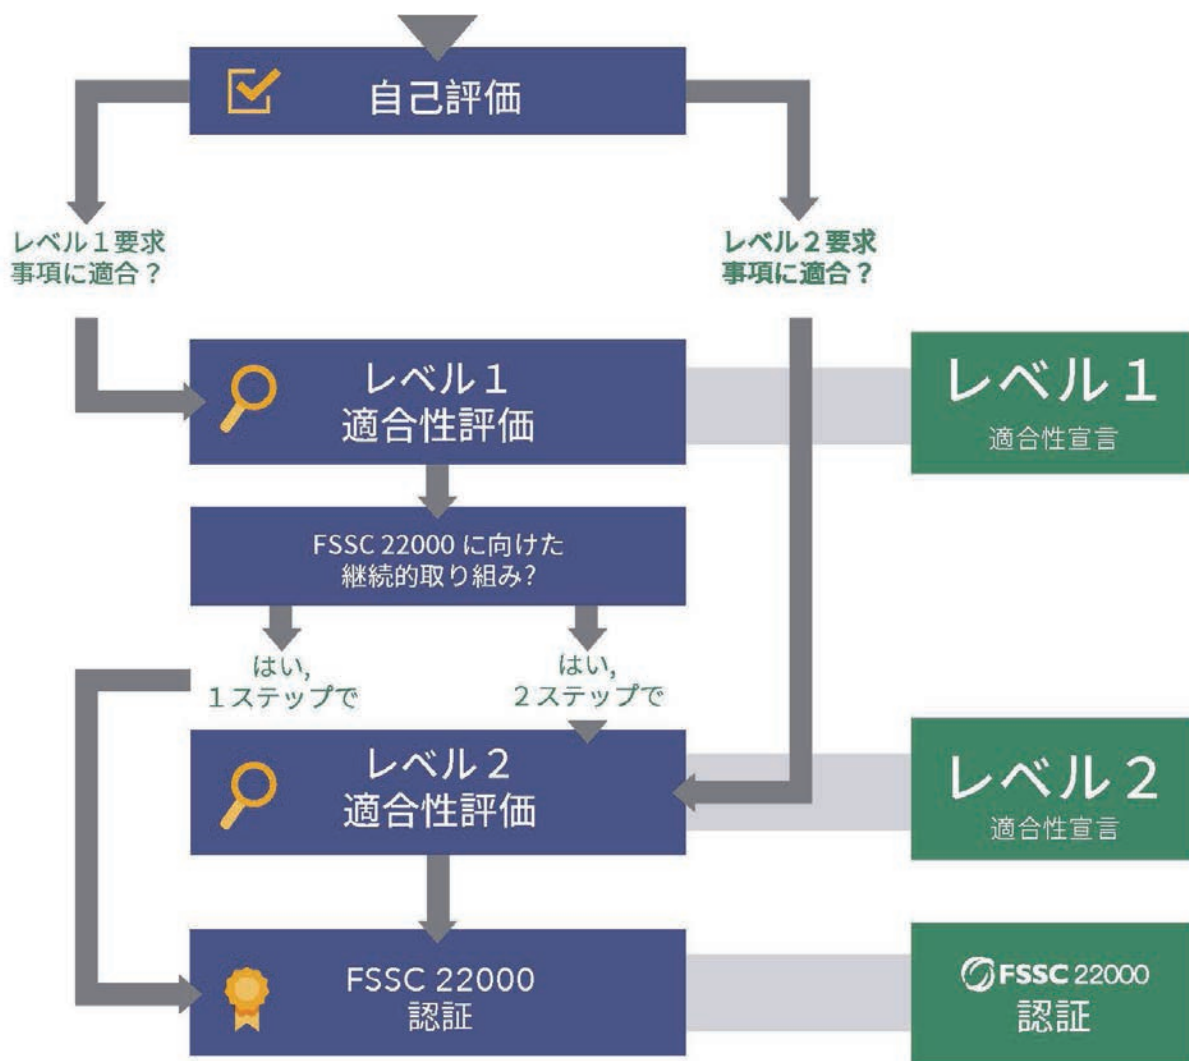 自己評価
レベル１要求
事項に適合？
レベル２要求
事項に適合？
レベル１
適合性評価
レベル１
適合性宣言
FSSC 22000 に向けた
継続的取り組み?
はい,
１ステップで
はい,
２ステップで
レベル２
適合性評価
レベル２
適合性宣言
FSSC 22000
認証
FSSC 22000
認証